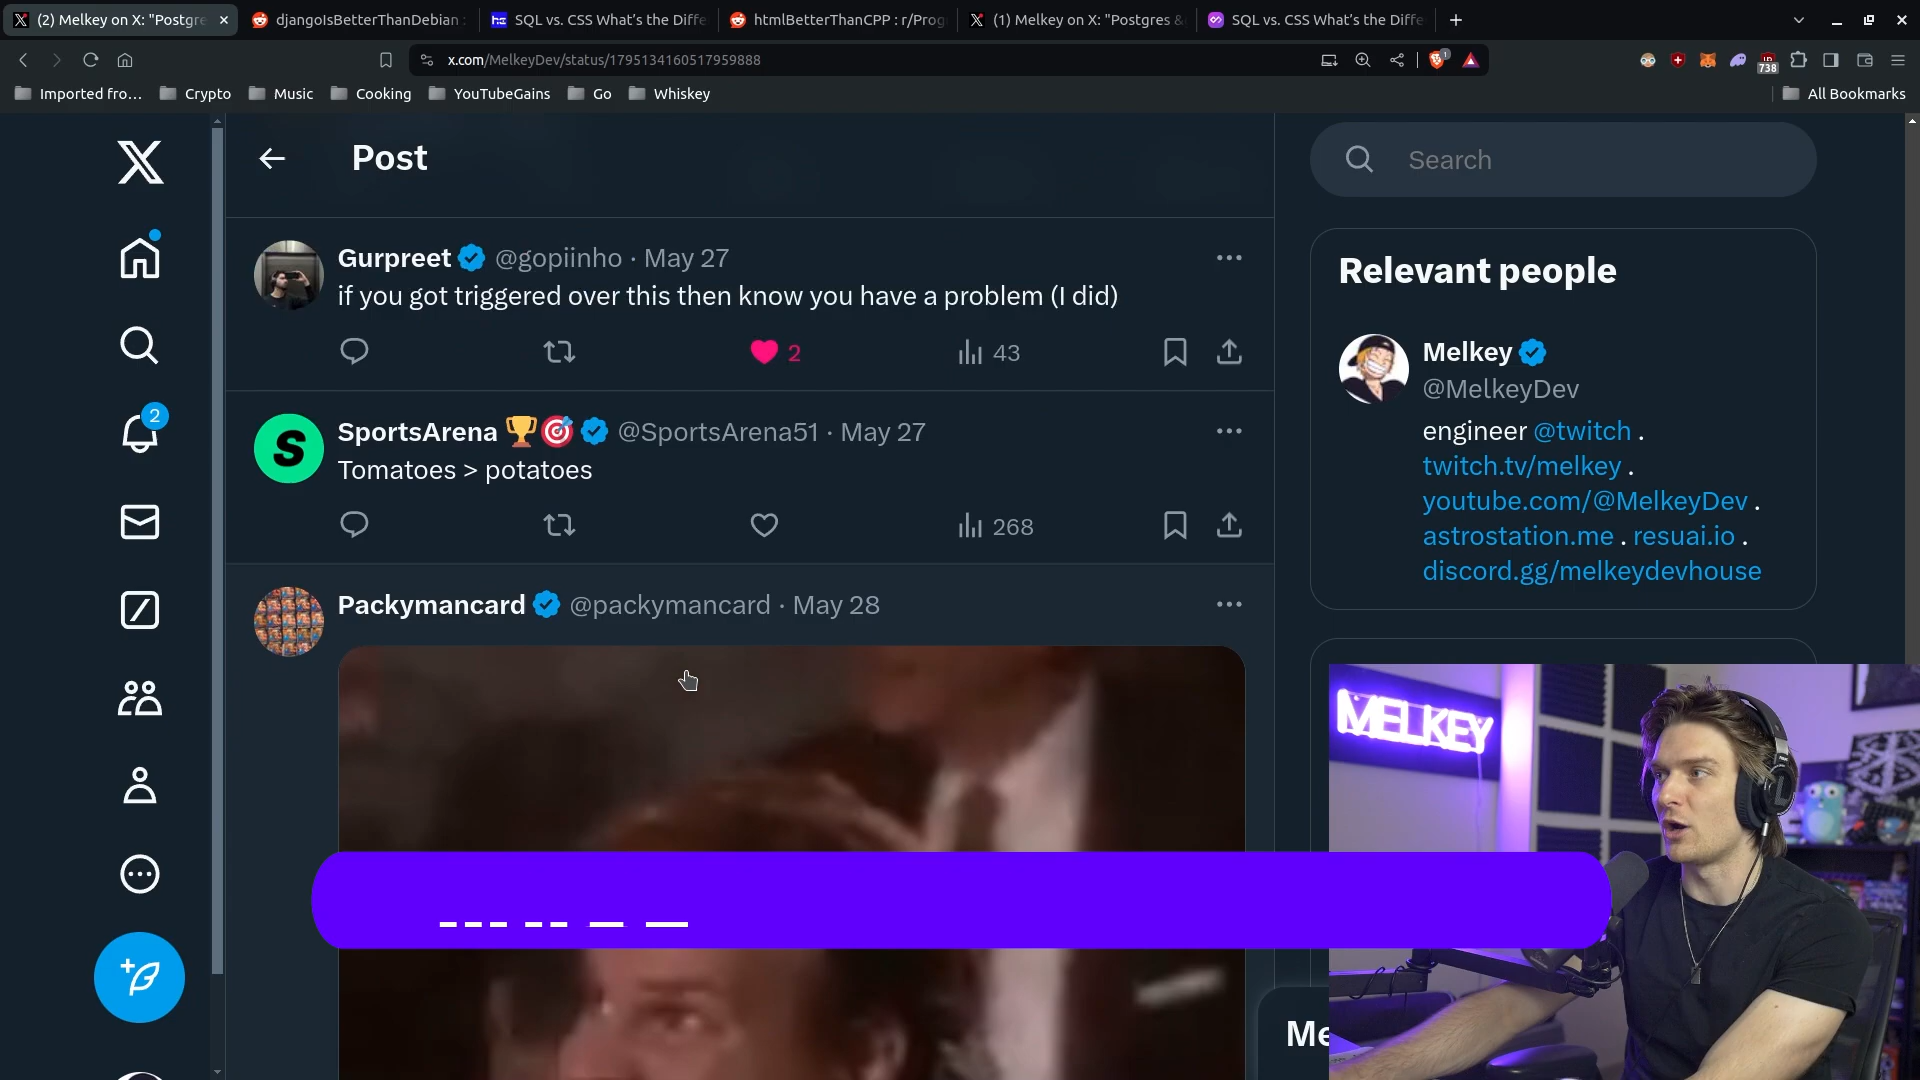 (2) Melkey on X: "Postgre
djangoIsBetterThanDebian :
SQL vs. CSS What's the Diffe
htmlBetterThanCPP : r/Prog
(1) Melkey on X: "Postgres &
SQL vs. CSS What's the Diffe
x.com/MelkeyDev/status/1795134160517959888
1
738
Imported fro...
Crypto
Music
Cooking
YouTubeGains
Go
Whiskey
All Bookmarks
Post
Search
Gurpreet @gopiinho · May 27
if you got triggered over this then know you have a problem (I did)
2
43
SportsArena @SportsArena51 · May 27
Tomatoes > potatoes
268
Packymancard @packymancard · May 28
2
Relevant people
Melkey
@MelkeyDev
engineer @twitch .
twitch.tv/melkey .
youtube.com/@MelkeyDev .
astrostation.me . resuai.io .
discord.gg/melkeydevhouse
MELKEY
Me